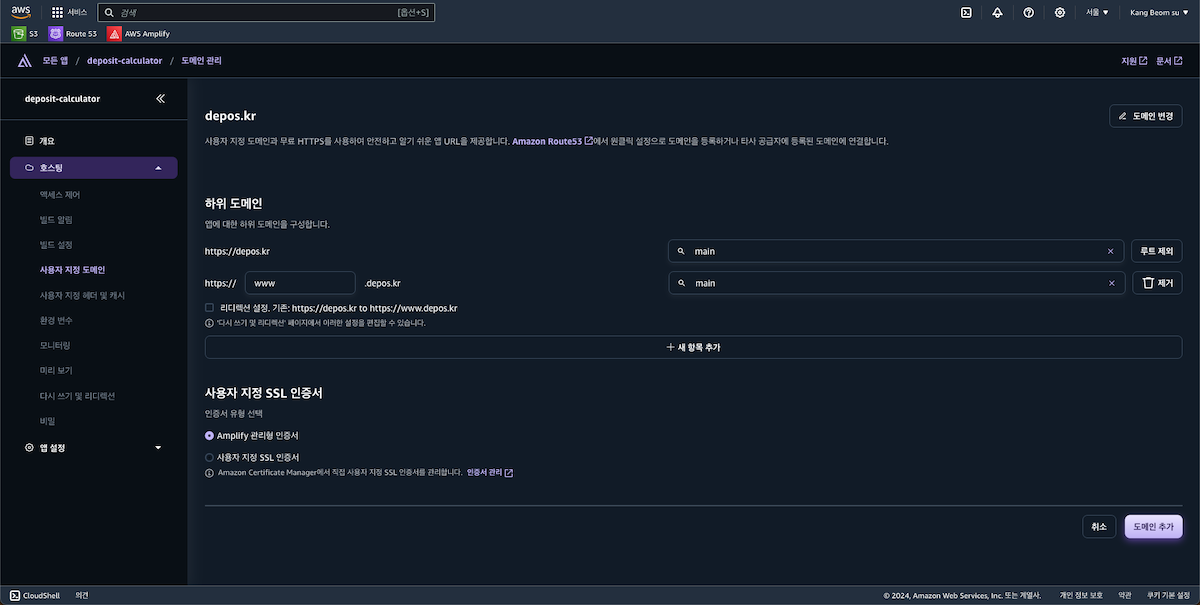 aws 서비스 검색 [옵션+S] 서울 ▼ Kang Beom su ▼
S3 Route 53 AWS Amplify
모든 앱 / deposit-calculator / 도메인 관리 지원 문서
deposit-calculator
개요
호스팅
액세스 제어
빌드 알림
빌드 설정
사용자 지정 도메인
사용자 지정 헤더 및 캐시
환경 변수
모니터링
미리 보기
다시 쓰기 및 리디렉션
비밀
앱 설정
depos.kr 도메인 변경
사용자 지정 도메인과 무료 HTTPS를 사용하여 안전하고 알기 쉬운 앱 URL을 제공합니다. Amazon Route53 에서 원클릭 설정으로 도메인을 등록하거나 타사 공급자에 등록된 도메인에 연결합니다.
하위 도메인
앱에 대한 하위 도메인을 구성합니다.
https://depos.kr main 루트 제외
https:// www .depos.kr main 제거
리디렉션 설정. 기존: https://depos.kr to https://www.depos.kr
'다시 쓰기 및 리디렉션' 페이지에서 이러한 설정을 편집할 수 있습니다.
+ 새 항목 추가
사용자 지정 SSL 인증서
인증서 유형 선택
Amplify 관리형 인증서
사용자 지정 SSL 인증서
Amazon Certificate Manager에서 직접 사용자 지정 SSL 인증서를 관리합니다. 인증서 관리
취소 도메인 추가
CloudShell 의견 © 2024, Amazon Web Services, Inc. 또는 계열사. 개인 정보 보호 약관 쿠키 기본 설정